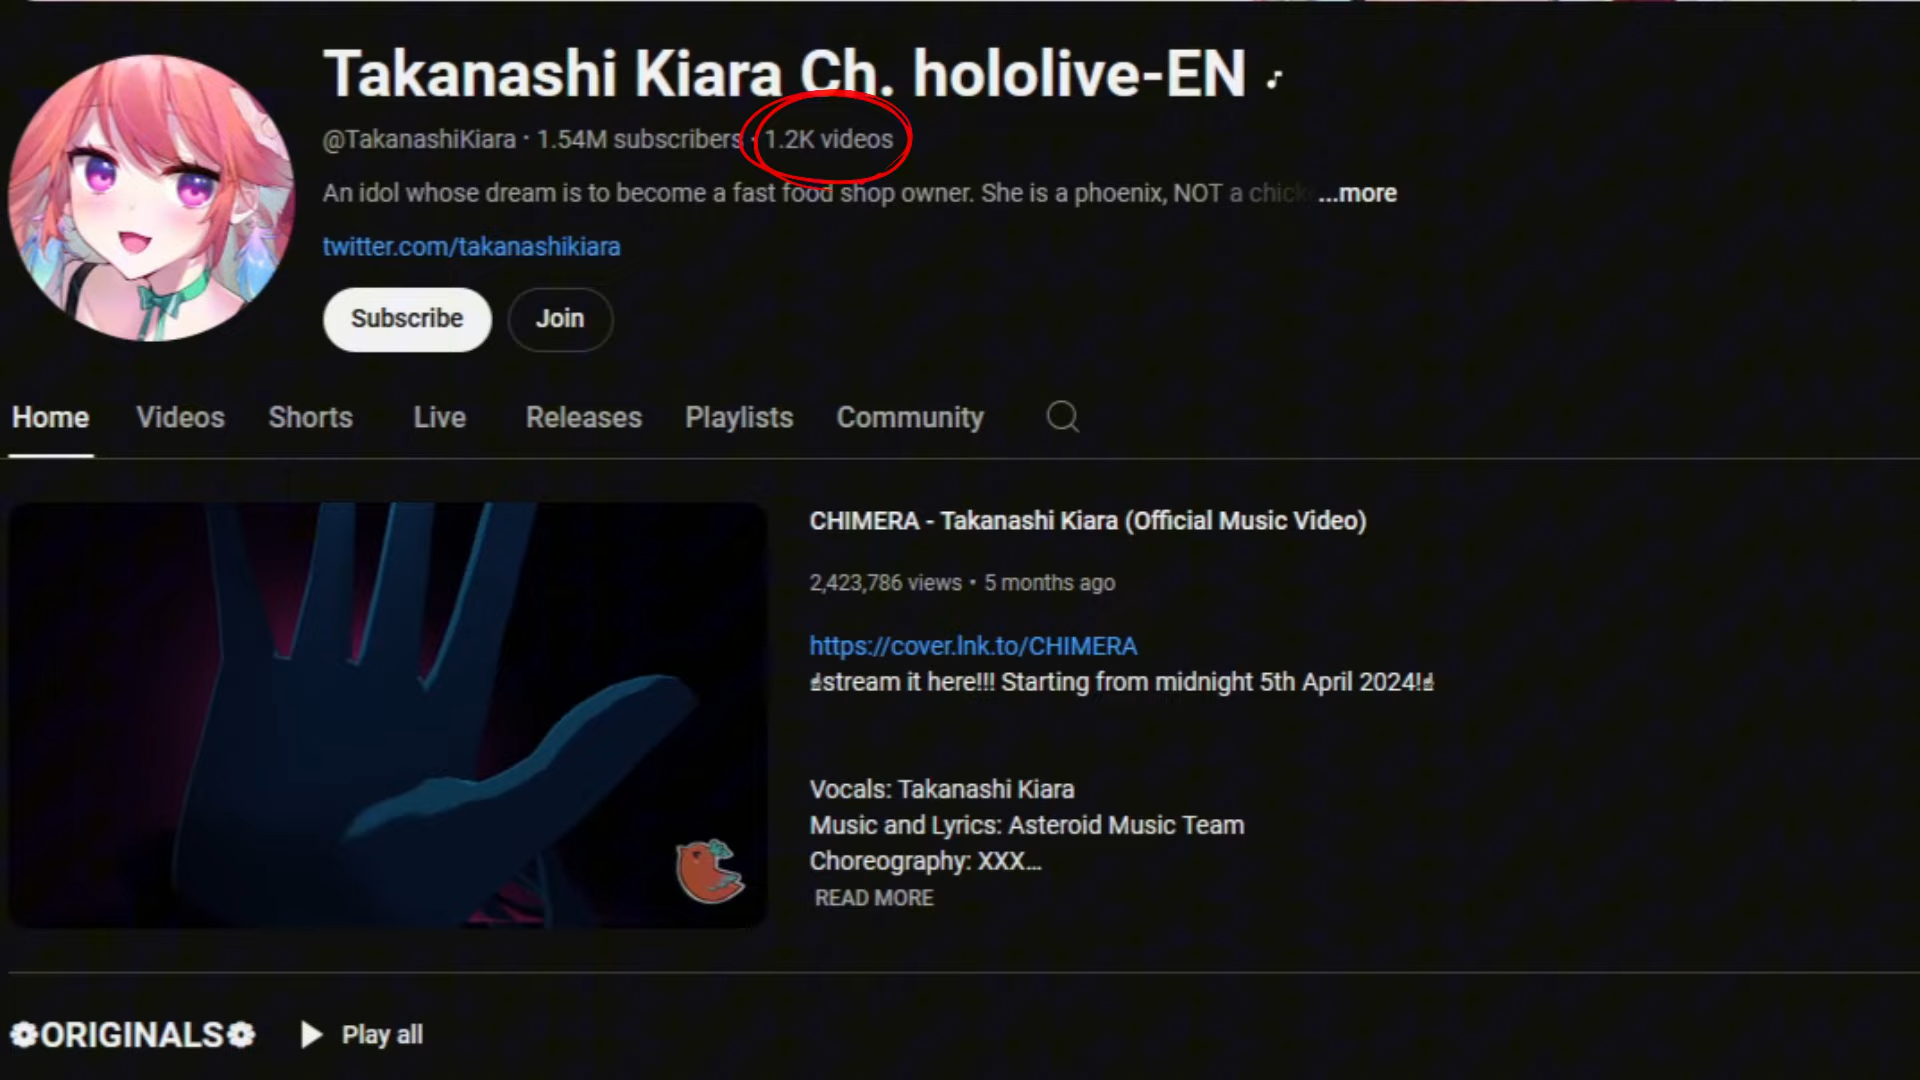 Takanashi Kiara Ch. hololive-EN ♪
@TakanashiKiara · 1.54M subscribers · 1.2K videos
An idol whose dream is to become a fast food shop owner. She is a phoenix, NOT a chick ...more
twitter.com/takanashikiara
Subscribe Join
Home Videos Shorts Live Releases Playlists Community
CHIMERA - Takanashi Kiara (Official Music Video)
2,423,786 views • 5 months ago
https://cover.lnk.to/CHIMERA
☝stream it here!!! Starting from midnight 5th April 2024!☝
Vocals: Takanashi Kiara
Music and Lyrics: Asteroid Music Team
Choreography: XXX...
READ MORE
❁ORIGINALS❁ ▶ Play all